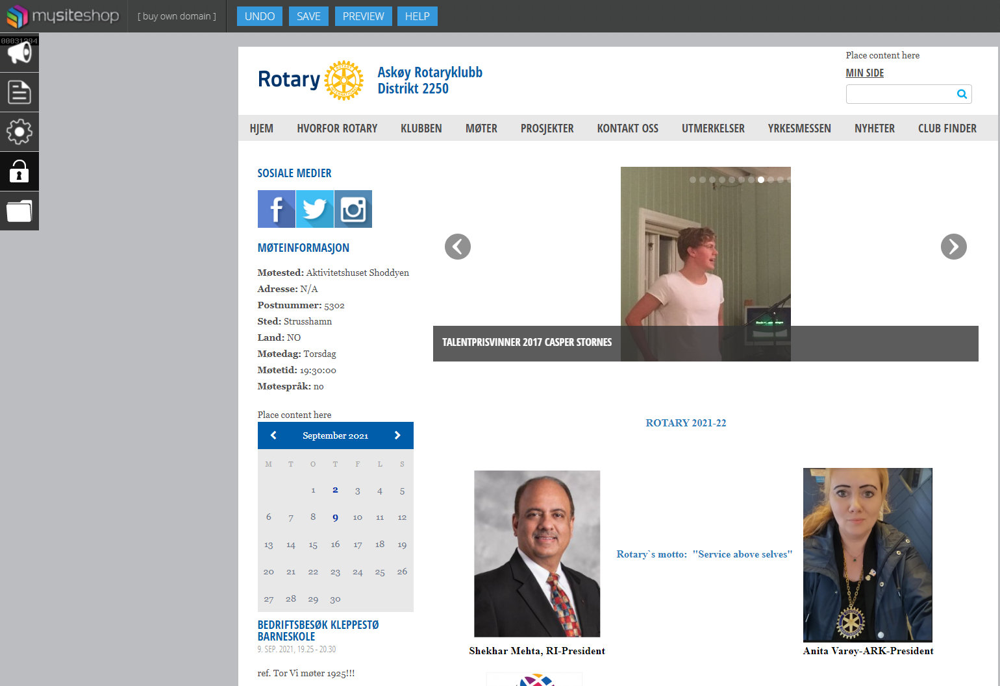 mysiteshop
[ buy own domain ]
UNDO
SAVE
PREVIEW
HELP
00031294
Rotary
Askøy Rotaryklubb
Distrikt 2250
Place content here
MIN SIDE
HJEM
HVORFOR ROTARY
KLUBBEN
MØTER
PROSJEKTER
KONTAKT OSS
UTMERKELSER
YRKESMESSEN
NYHETER
CLUB FINDER
SOSIALE MEDIER
MØTEINFORMASJON
Møtested: Aktivitetshuset Shoddyen
Adresse: N/A
Postnummer: 5302
Sted: Strusshamn
Land: NO
Møtedag: Torsdag
Møtetid: 19:30:00
Møtespråk: no
Place content here
September 2021
M T O T F L S
1 2 3 4 5
6 7 8 9 10 11 12
13 14 15 16 17 18 19
20 21 22 23 24 25 26
27 28 29 30
BEDRIFTSBESØK KLEPPESTØ
BARNESKOLE
9. SEP. 2021, 19.25 - 20.30
ref. Tor Vi møter 1925!!!
TALENTPRISVINNER 2017 CASPER STORNES
ROTARY 2021-22
Rotary`s motto:  "Service above selves"
Shekhar Mehta, RI-President
Anita Varøy-ARK-President